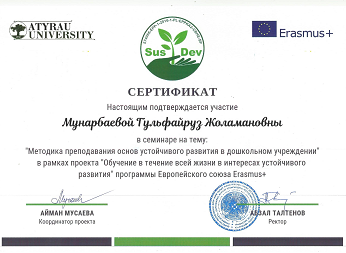 ATYRAU
UNIVERSITY
Erasmus+
Sus Dev
СЕРТИФИКАТ
Настоящим подтверждается участие
Мунарбаевой Гульфайруз Жоламановны
в семинаре на тему:
"Методика преподавания основ устойчивого развития в дошкольном учреждении"
в рамках проекта "Обучение в течение всей жизни в интересах устойчивого
развития" программы Европейского союза Erasmus+
АЙМАН МУСАЕВА
Координатор проекта
АБЗАЛ ТАЛТЕНОВ
Ректор